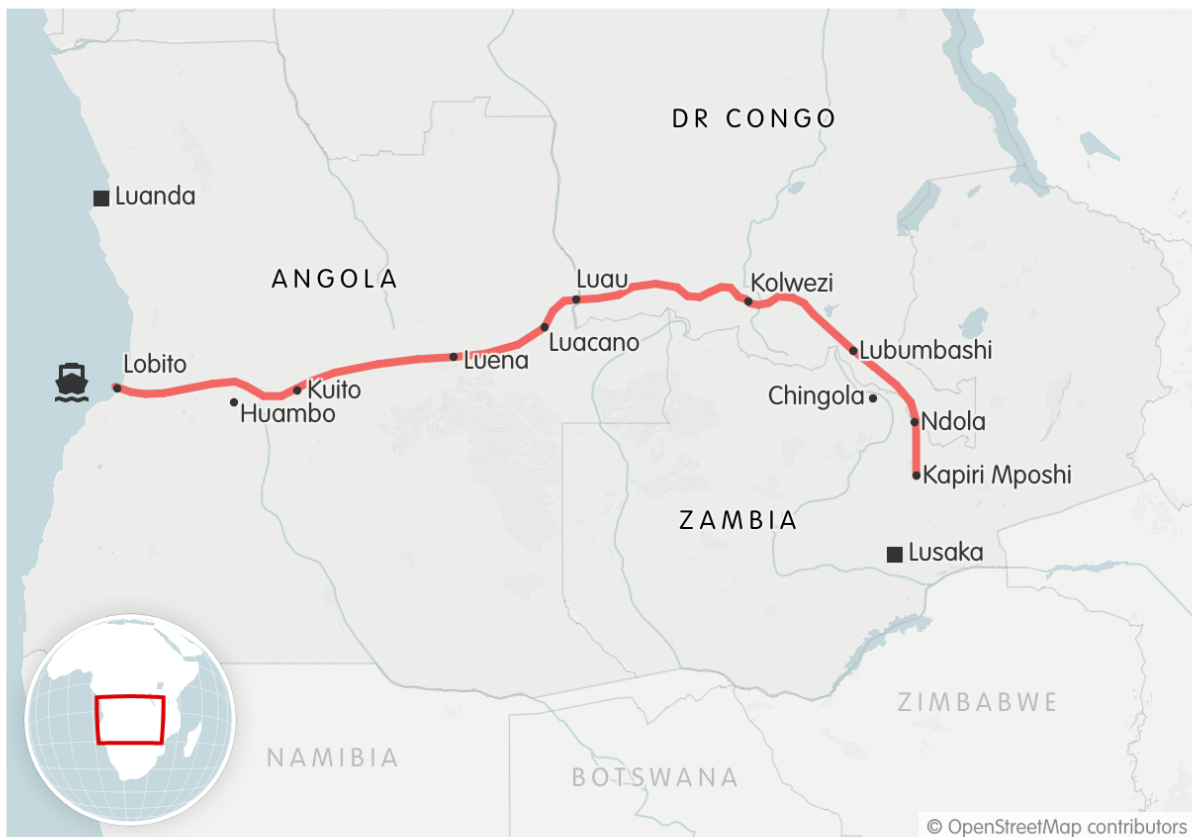 DR CONGO
Luanda
ANGOLA
Luau
Kolwezi
Luacano
Lubumbashi
Lobito
Luena
Kuito
Chingola
Huambo
Ndola
Kapiri Mposhi
ZAMBIA
Lusaka
ZIMBABWE
NAMIBIA
BOTSWANA
© OpenStreetMap contributors